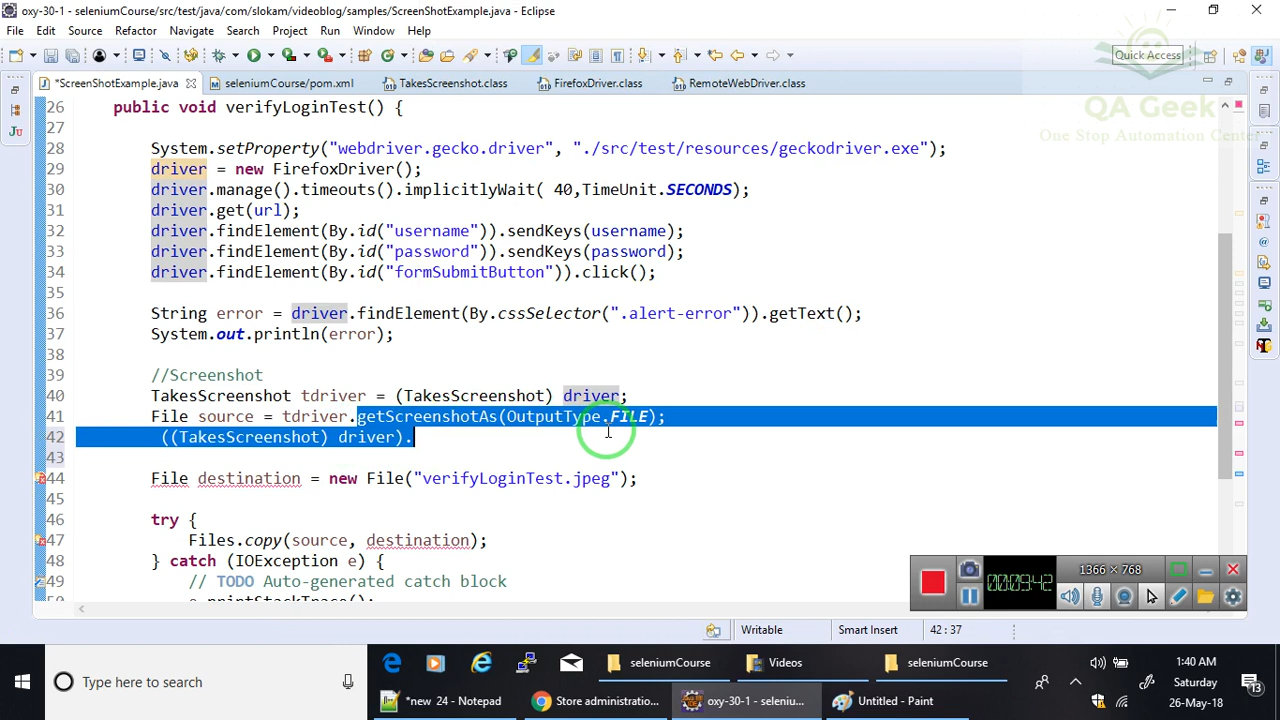 oxy-30-1 - seleniumCourse/src/test/java/com/slokam/videoblog/samples/ScreenShotExample.java - Eclipse
File Edit Source Refactor Navigate Search Project Run Window Help
Quick Access
*ScreenShotExample.java seleniumCourse/pom.xml TakesScreenshot.class FirefoxDriver.class RemoteWebDriver.class
QA Geek
One Stop Automation Center
26 public void verifyLoginTest() {
27
28 System.setProperty("webdriver.gecko.driver", "./src/test/resources/geckodriver.exe");
29 driver = new FirefoxDriver();
30 driver.manage().timeouts().implicitlyWait( 40,TimeUnit.SECONDS);
31 driver.get(url);
32 driver.findElement(By.id("username")).sendKeys(username);
33 driver.findElement(By.id("password")).sendKeys(password);
34 driver.findElement(By.id("formSubmitButton")).click();
35
36 String error = driver.findElement(By.cssSelector(".alert-error")).getText();
37 System.out.println(error);
38
39 //Screenshot
40 TakesScreenshot tdriver = (TakesScreenshot) driver;
41 File source = tdriver.getScreenshotAs(OutputType.FILE);
42 ((TakesScreenshot) driver).
43
44 File destination = new File("verifyLoginTest.jpeg");
45
46 try {
47 Files.copy(source, destination);
48 } catch (IOException e) {
49 // TODO Auto-generated catch block
50 e.printStackTrace();
00:09:42
1366 × 768
Writable Smart Insert 42 : 37
Type here to search
seleniumCourse Videos seleniumCourse
*new 24 - Notepad Store administratio... oxy-30-1 - seleniu... Untitled - Paint
1:40 AM
Saturday
26-May-18
13